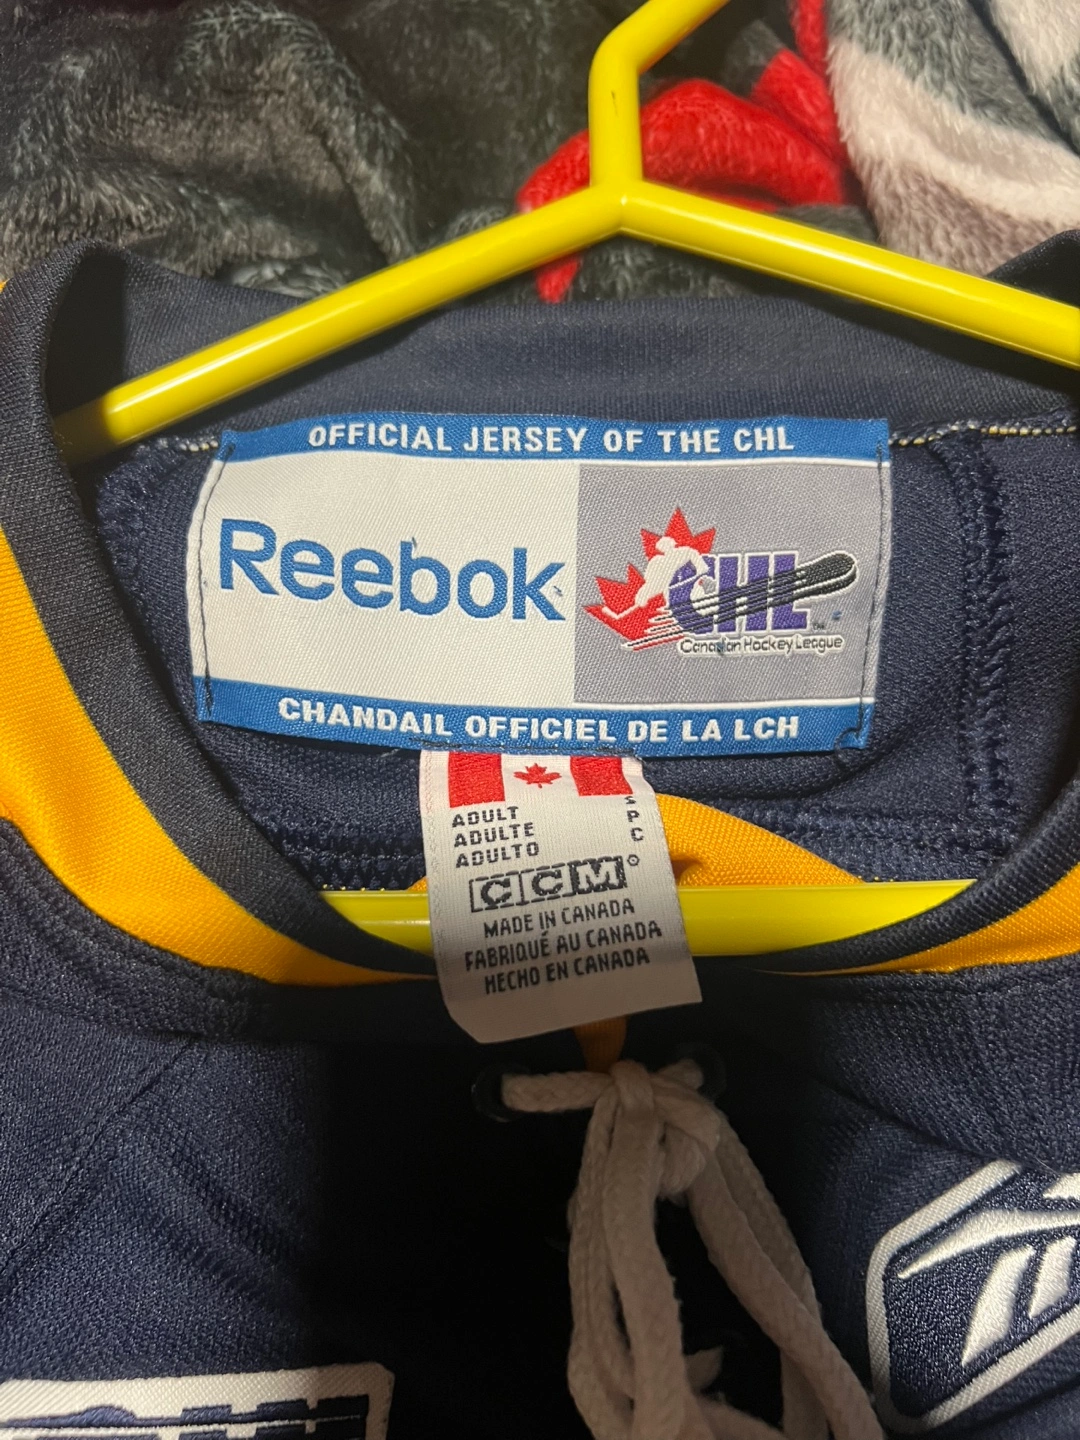 OFFICIAL JERSEY OF THE CHL
Reebok
CHL
TM
Canadian Hockey League
CHANDAIL OFFICIEL DE LA LCH
ADULT S
ADULTE P
ADULTO C
CCM
MADE IN CANADA
FABRIQUÉ AU CANADA
HECHO EN CANADA